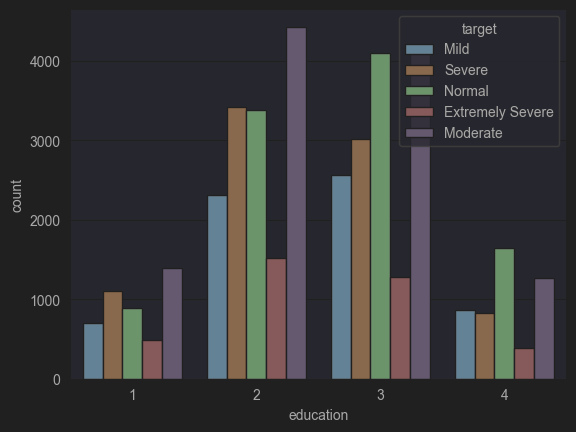 target
Mild
Severe
Normal
Extremely Severe
Moderate
count
4000
3000
2000
1000
0
1 2 3 4
education